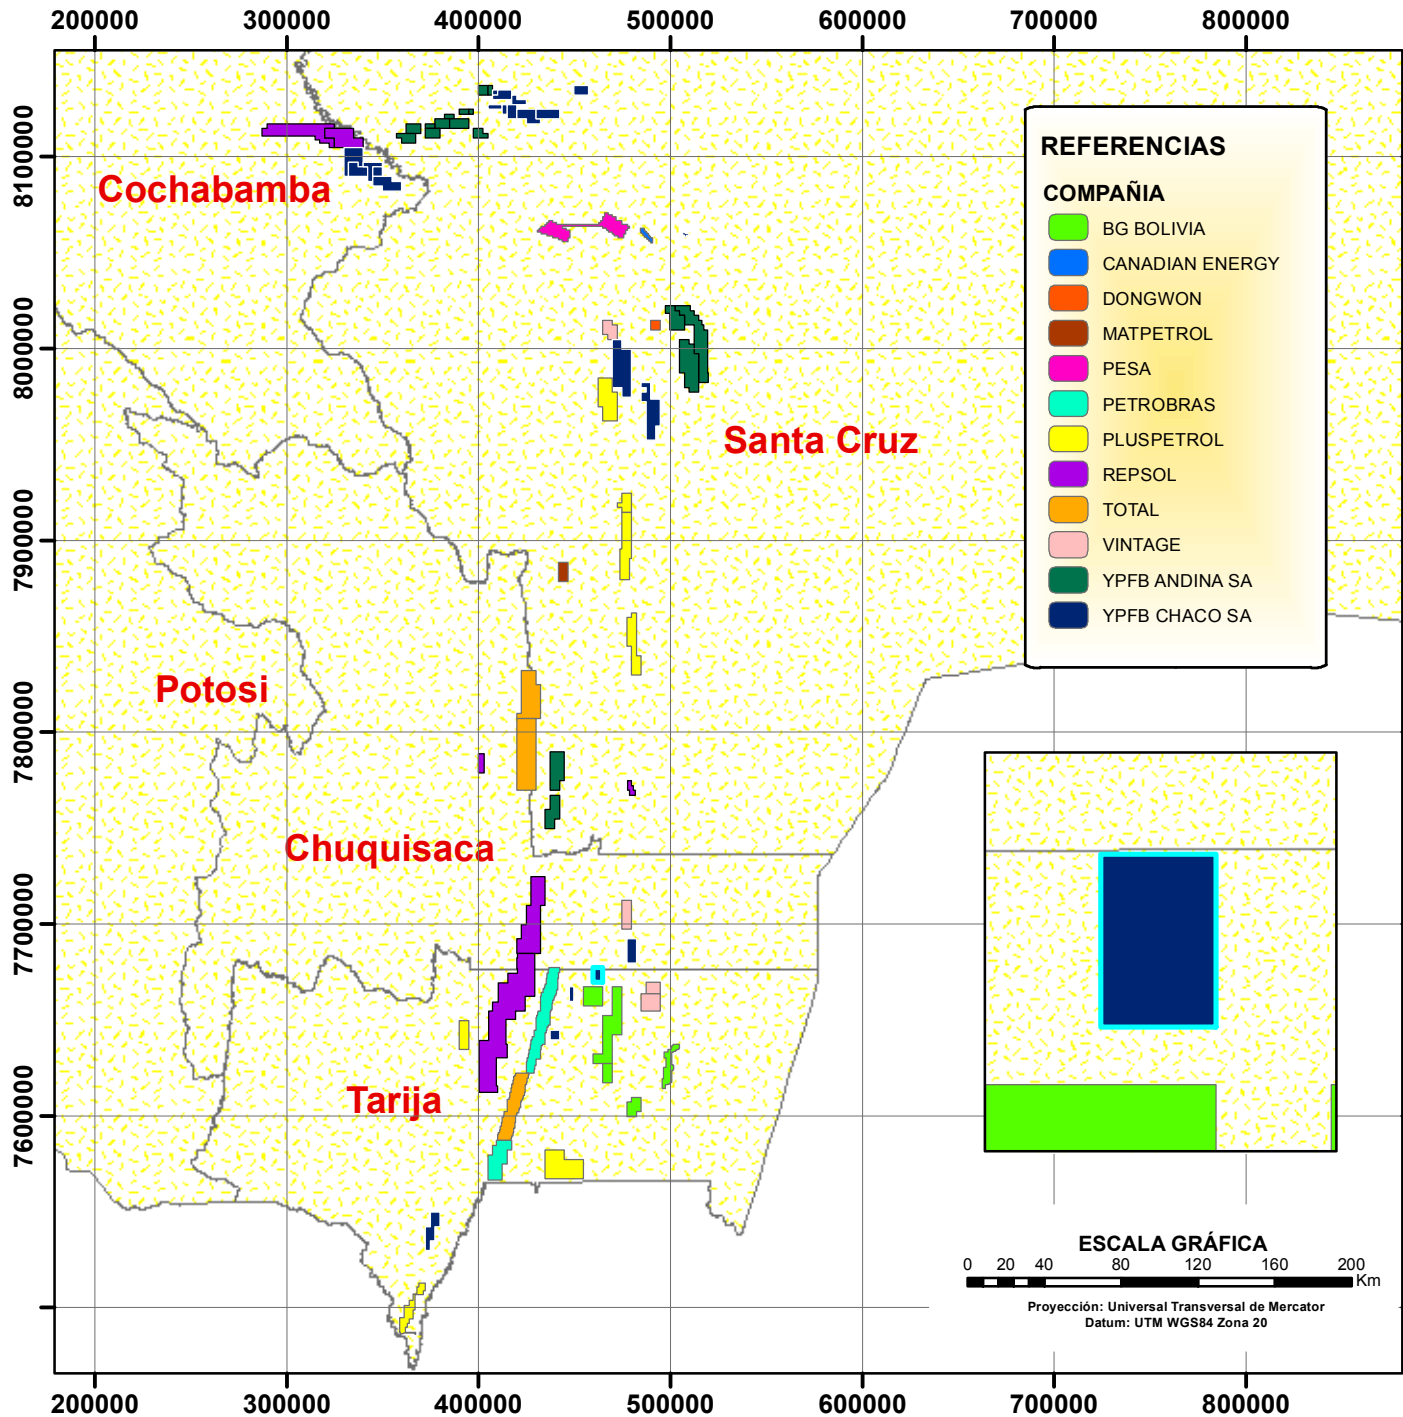 200000 300000 400000 500000 600000 700000 800000
8100000
8000000
7900000
7800000
7700000
7600000
Cochabamba
Santa Cruz
Potosi
Chuquisaca
Tarija
REFERENCIAS
COMPAÑIA
BG BOLIVIA
CANADIAN ENERGY
DONGWON
MATPETROL
PESA
PETROBRAS
PLUSPETROL
REPSOL
TOTAL
VINTAGE
YPFB ANDINA SA
YPFB CHACO SA
ESCALA GRÁFICA
0 20 40 80 120 160 200
Km
Proyección: Universal Transversal de Mercator
Datum: UTM WGS84 Zona 20
200000 300000 400000 500000 600000 700000 800000